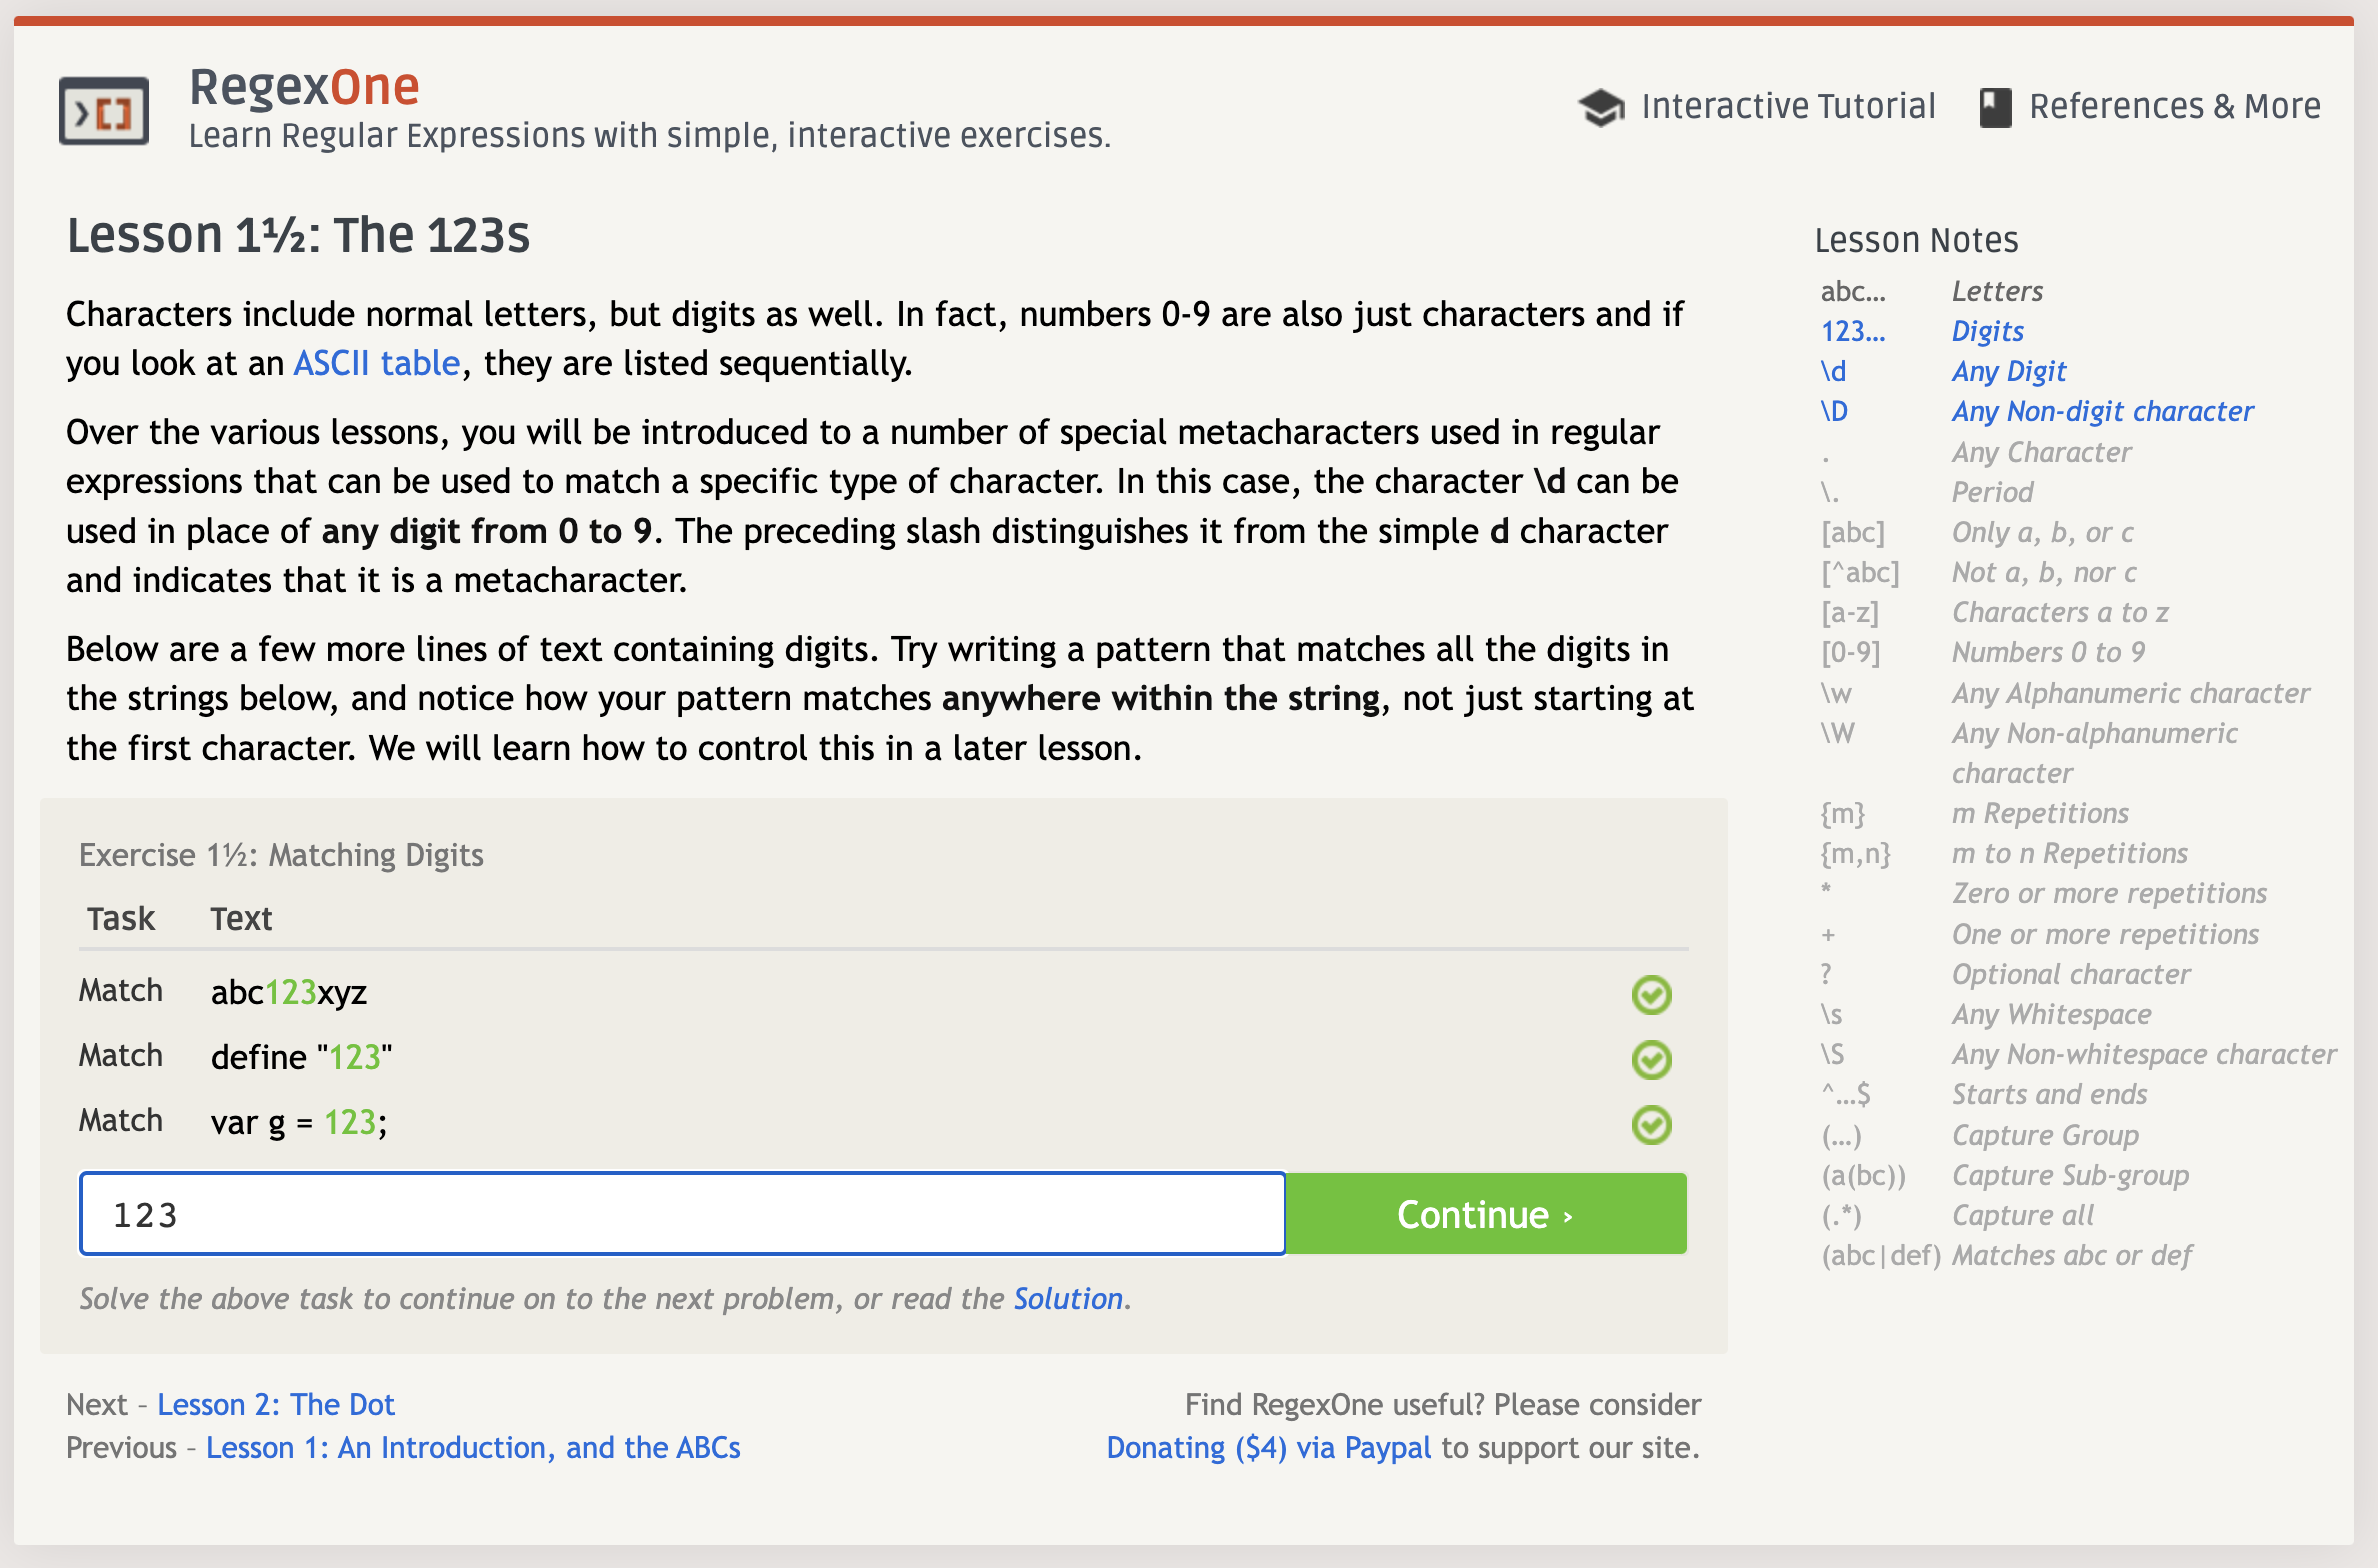 RegexOne
Learn Regular Expressions with simple, interactive exercises.
Interactive Tutorial
References & More
Lesson 1½: The 123s
Characters include normal letters, but digits as well. In fact, numbers 0-9 are also just characters and if
you look at an ASCII table, they are listed sequentially.
Over the various lessons, you will be introduced to a number of special metacharacters used in regular
expressions that can be used to match a specific type of character. In this case, the character \d can be
used in place of any digit from 0 to 9. The preceding slash distinguishes it from the simple d character
and indicates that it is a metacharacter.
Below are a few more lines of text containing digits. Try writing a pattern that matches all the digits in
the strings below, and notice how your pattern matches anywhere within the string, not just starting at
the first character. We will learn how to control this in a later lesson.
Exercise 1½: Matching Digits
Task Text
Match abc123xyz
Match define "123"
Match var g = 123;
123
Continue ›
Solve the above task to continue on to the next problem, or read the Solution.
Next – Lesson 2: The Dot
Previous – Lesson 1: An Introduction, and the ABCs
Find RegexOne useful? Please consider
Donating ($4) via Paypal to support our site.
Lesson Notes
abc… Letters
123… Digits
\d Any Digit
\D Any Non-digit character
. Any Character
\. Period
[abc] Only a, b, or c
[^abc] Not a, b, nor c
[a-z] Characters a to z
[0-9] Numbers 0 to 9
\w Any Alphanumeric character
\W Any Non-alphanumeric
character
{m} m Repetitions
{m,n} m to n Repetitions
* Zero or more repetitions
+ One or more repetitions
? Optional character
\s Any Whitespace
\S Any Non-whitespace character
^…$ Starts and ends
(…) Capture Group
(a(bc)) Capture Sub-group
(.*) Capture all
(abc|def) Matches abc or def